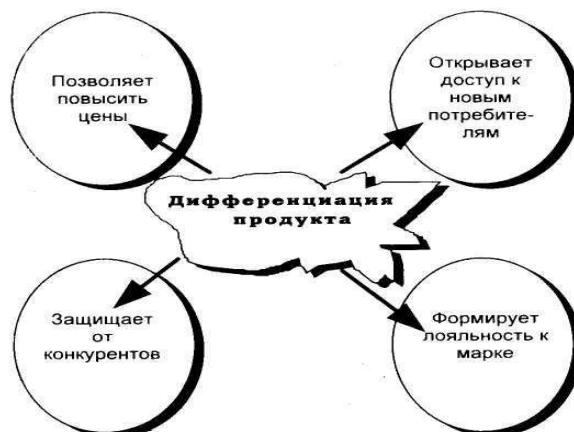 Позволяет
повысить
цены
Открывает
доступ к
новым
потребите-
лям
Дифференциация
продукта
Защищает
от
конкурентов
Формирует
лояльность к
марке